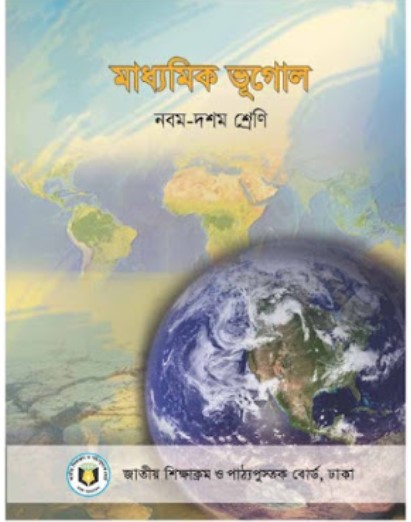 মাধ্যমিক ভূগোল
নবম-দশম শ্রেণি
জাতীয় শিক্ষাক্রম ও পাঠ্যপুস্তক বোর্ড, ঢাকা